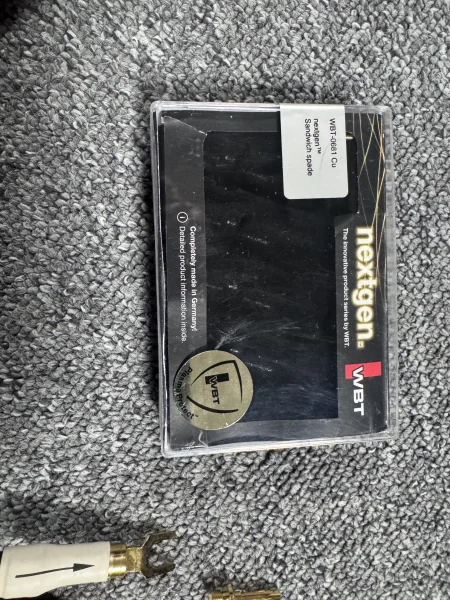 WBT-0681 Cu
nextgen™
Sandwich spade
nextgen
The innovative product series by WBT.
WBT
Completely made in Germany!
Detailed product information inside.
WBT
PlasmaProtect